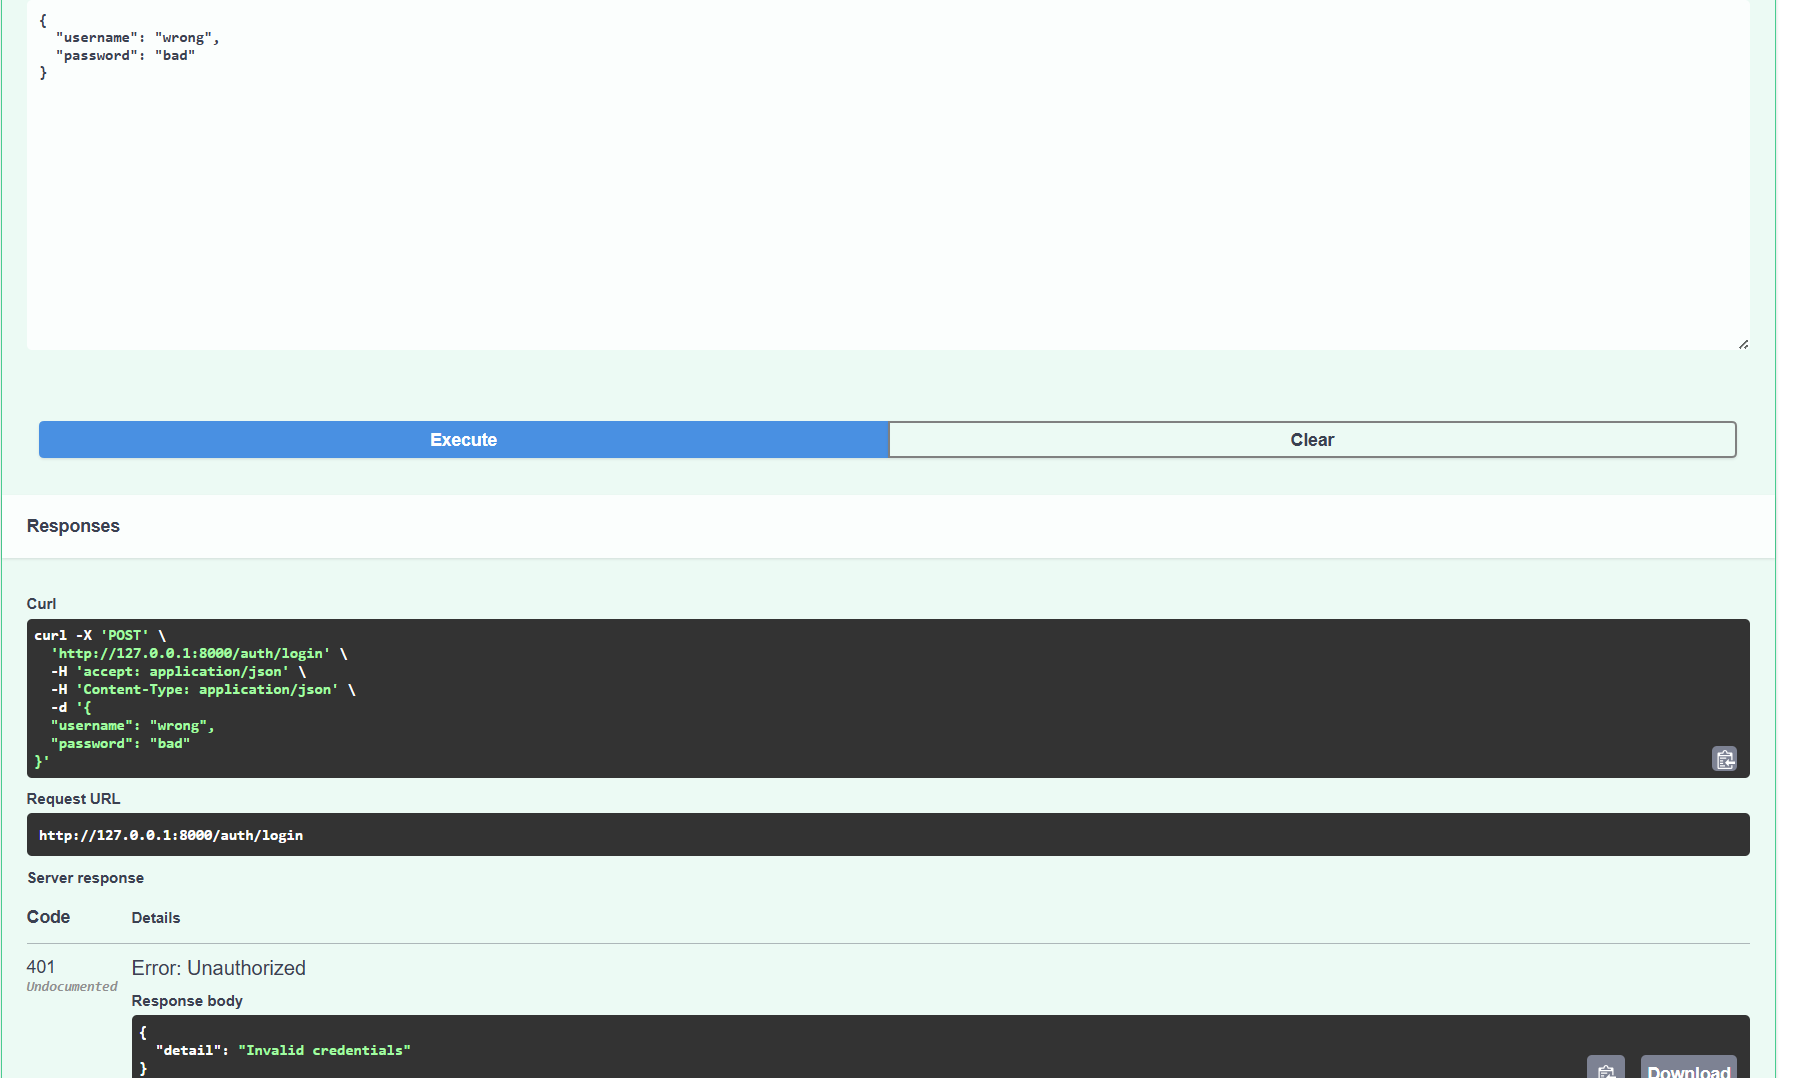 {
  "username": "wrong",
  "password": "bad"
}
Execute
Clear
Responses
Curl
curl -X 'POST' \
  'http://127.0.0.1:8000/auth/login' \
  -H 'accept: application/json' \
  -H 'Content-Type: application/json' \
  -d '{
  "username": "wrong",
  "password": "bad"
}'
Request URL
http://127.0.0.1:8000/auth/login
Server response
Code Details
401 Error: Unauthorized
Undocumented
Response body
{
  "detail": "Invalid credentials"
}
Download